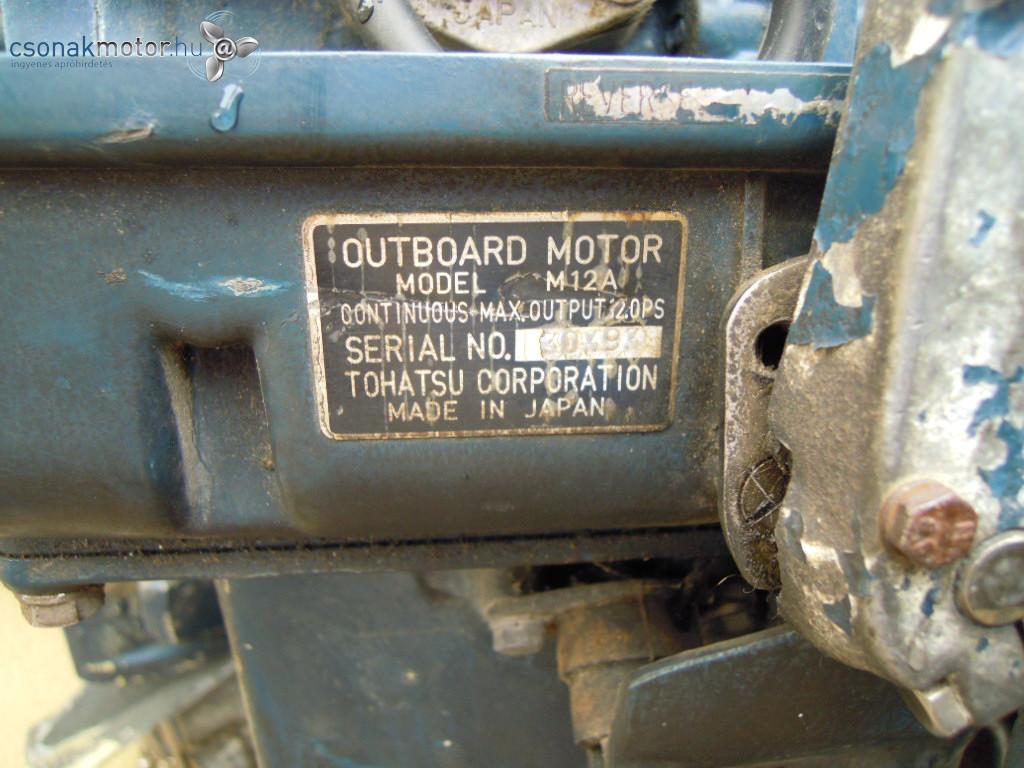 csonakmotor.hu
ingyenes apróhirdetés
JAPAN
REVERSE
OUTBOARD MOTOR
MODEL M12A
CONTINUOUS MAX. OUTPUT 12.0PS
SERIAL NO.
TOHATSU CORPORATION
MADE IN JAPAN